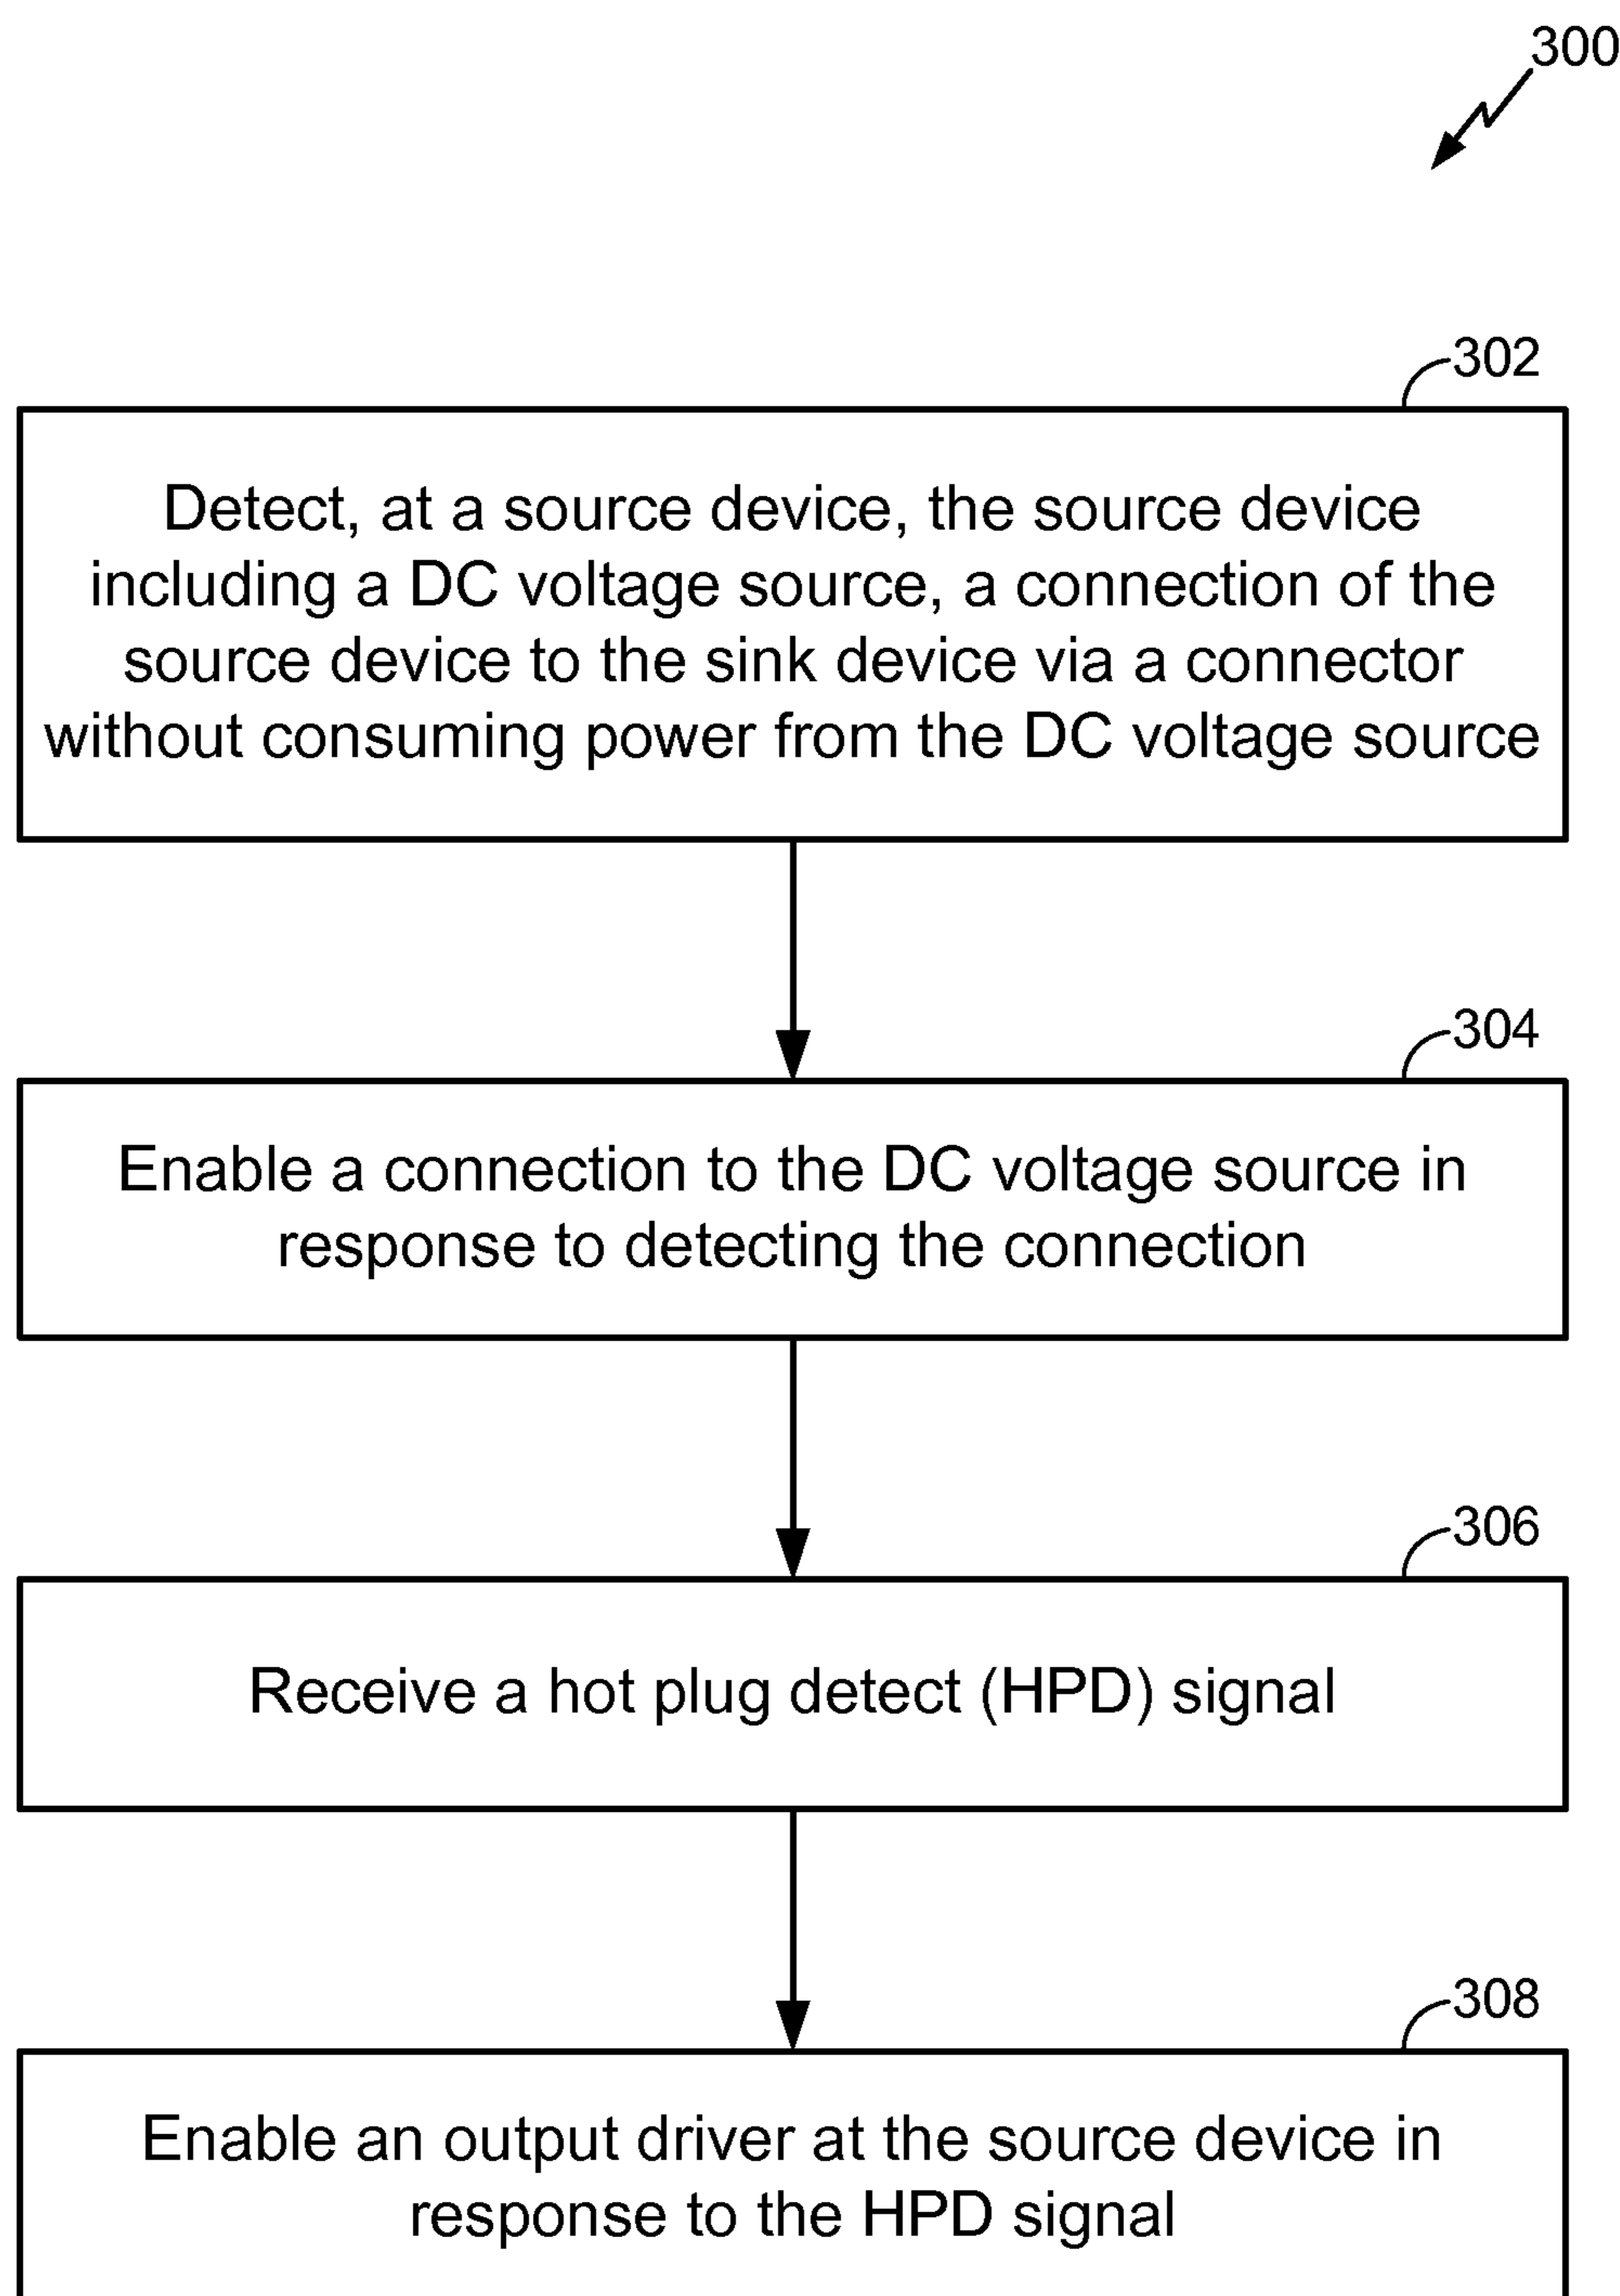 300
302
Detect, at a source device, the source device
including a DC voltage source, a connection of the
source device to the sink device via a connector
without consuming power from the DC voltage source
304
Enable a connection to the DC voltage source in
response to detecting the connection
306
Receive a hot plug detect (HPD) signal
308
Enable an output driver at the source device in
response to the HPD signal